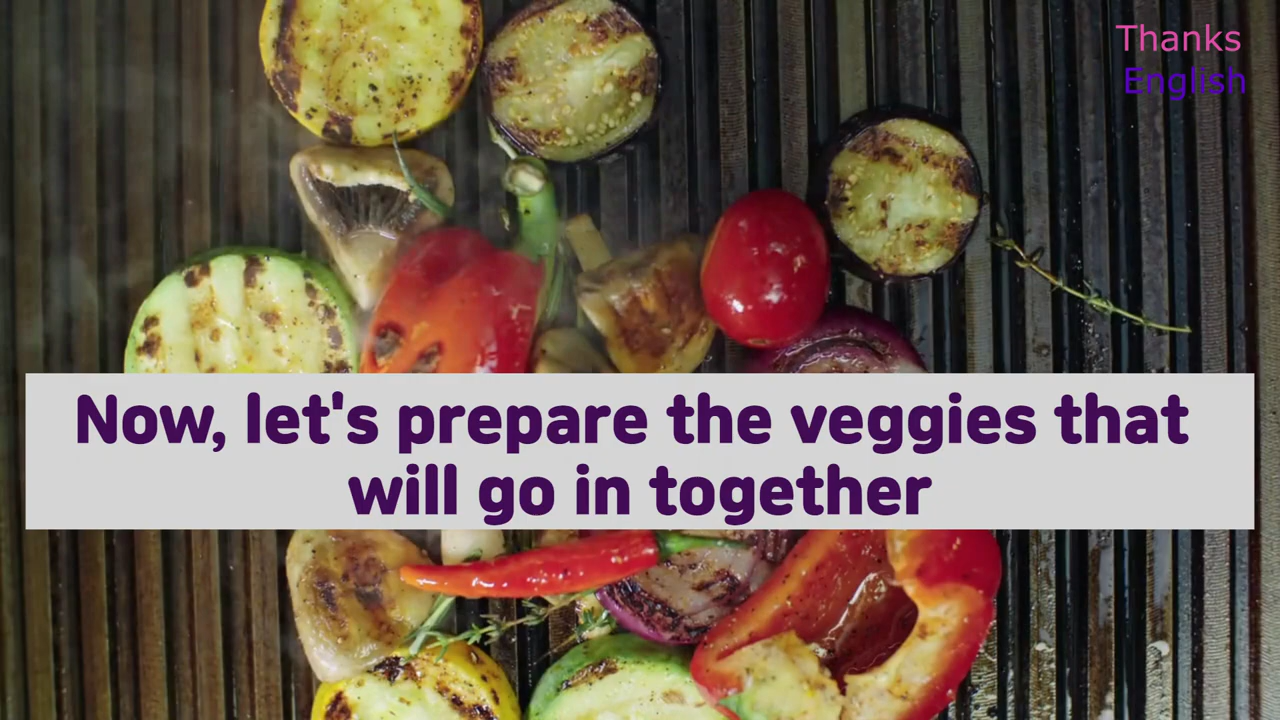 Thanks
English
Now, let's prepare the veggies that
will go in together